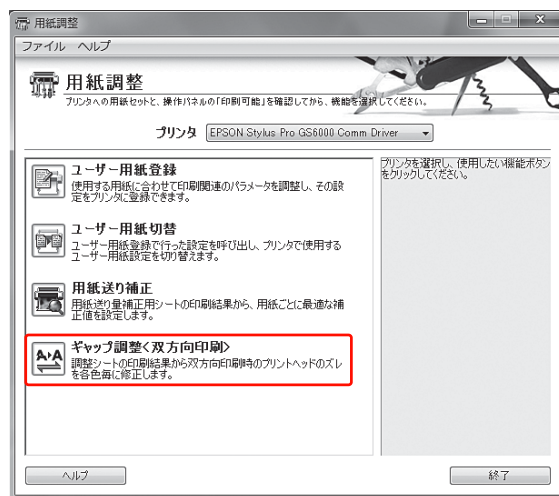 用紙調整
ファイル ヘルプ
用紙調整
プリンタへの用紙セットと、操作パネルの「印刷可能」を確認してから、機能を選択してください。
プリンタ EPSON Stylus Pro GS6000 Comm Driver
ユーザー用紙登録
使用する用紙に合わせて印刷関連のパラメータを調整し、その設
定をプリンタに登録できます。
ユーザー用紙切替
ユーザー用紙登録で行った設定を呼び出し、プリンタで使用する
ユーザー用紙設定を切り替えます。
用紙送り補正
用紙送り量補正用シートの印刷結果から、用紙ごとに最適な補
正値を設定します。
ギャップ調整<双方向印刷>
調整シートの印刷結果から双方向印刷時のプリントヘッドのズレ
を各色毎に修正します。
プリンタを選択し、使用したい機能ボタン
をクリックしてください。
ヘルプ
終了